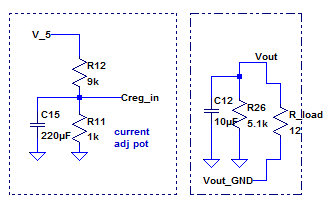 V_5
R12
9k
C15
220µF
Creg_in
R11
1k
current
adj pot
Vout
C12
10µF
R26
5.1k
R_load
12
Vout_GND